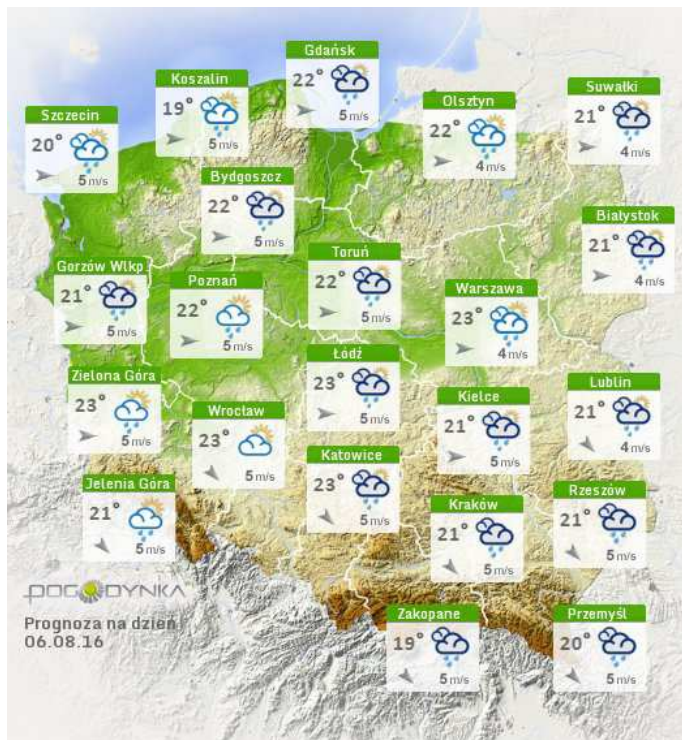 Gdańsk
22°
5 m/s
Koszalin
19°
5 m/s
Suwałki
21°
4 m/s
Olsztyn
22°
4 m/s
Szczecin
20°
5 m/s
Bydgoszcz
22°
5 m/s
Białystok
21°
4 m/s
Toruń
22°
5 m/s
Gorzów Wlkp
21°
5 m/s
Poznań
22°
5 m/s
Warszawa
23°
4 m/s
Łódź
23°
5 m/s
Zielona Góra
23°
5 m/s
Lublin
21°
4 m/s
Kielce
21°
5 m/s
Wrocław
23°
5 m/s
Katowice
23°
5 m/s
Jelenia Góra
21°
5 m/s
Rzeszów
21°
5 m/s
Kraków
21°
5 m/s
POGODYNKA
Prognoza na dzień
06.08.16
Zakopane
19°
5 m/s
Przemyśl
20°
5 m/s